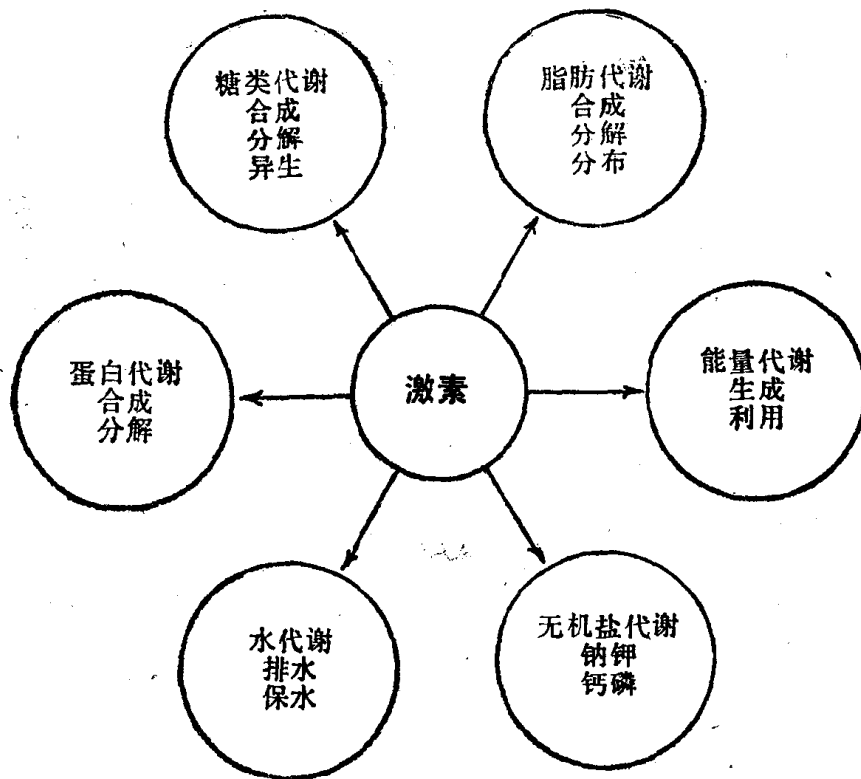 糖类代谢
合成
分解
异生
脂肪代谢
合成
分解
分布
蛋白代谢
合成
分解
激素
能量代谢
生成
利用
水代谢
排水
保水
无机盐代谢
钠钾
钙磷